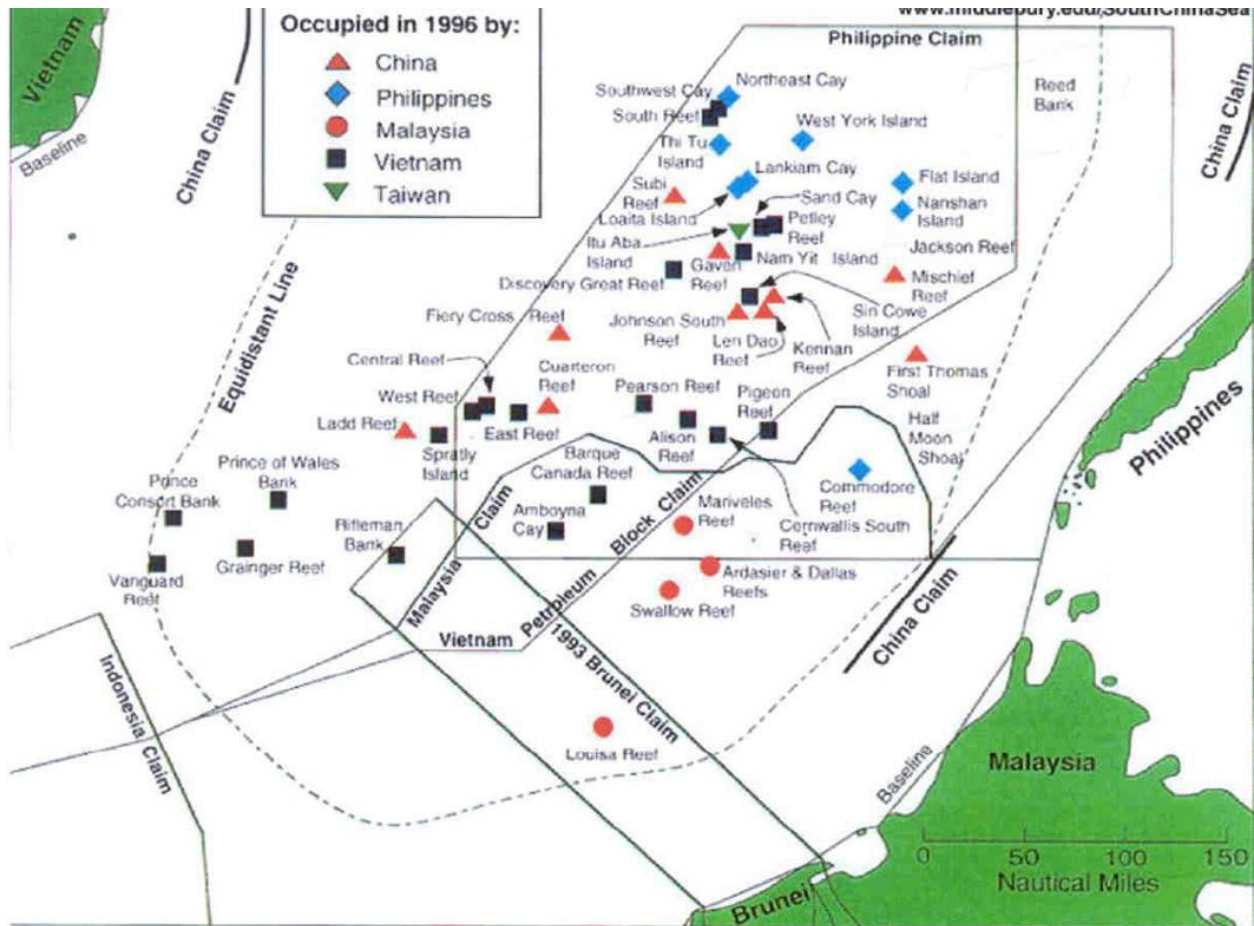 www.middlebury.edu/SouthChinaSea
Occupied in 1996 by:
China
Philippines
Malaysia
Vietnam
Taiwan
Vietnam
Baseline
China Claim
Philippine Claim
Reed
Bank
China Claim
Southwest Cay
Northeast Cay
South Reef
West York Island
Thi Tu
Island
Lankiam Cay
Subi
Reef
Sand Cay
Flat Island
Loaita Island
Nanshan
Island
Petley
Reef
Itu Aba
Island
Gaven
Reef
Nam Yit Island
Jackson Reef
Discovery Great Reef
Mischief
Reef
Equidistant Line
Fiery Cross Reef
Johnson South
Reef
Sin Cowe
Island
Len Dao
Reef
Kennan
Reef
Central Reef
Cuarteron
Reef
First Thomas
Shoal
West Reef
Pearson Reef
Pigeon
Reef
Ladd Reef
East Reef
Alison
Reef
Half
Moon
Shoal
Philippines
Spratly
Island
Prince of Wales
Bank
Barque
Canada Reef
Prince
Consort Bank
Commodore
Reef
Mariveles
Reef
Amboyna
Cay
Cornwallis South
Reef
Rifleman
Bank
Grainger Reef
Vanguard
Reef
Malaysia Claim
Ardasier & Dallas
Reefs
Swallow Reef
China Claim
Vietnam Petroleum Block Claim
1993 Brunei Claim
Indonesia Claim
Louisa Reef
Baseline
Malaysia
Brunei
0 50 100 150
Nautical Miles